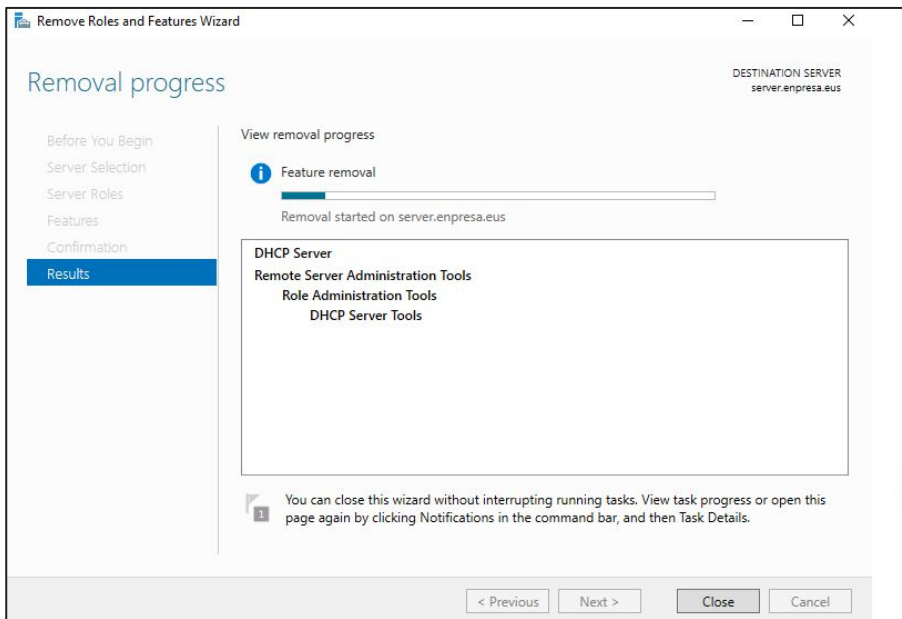 Remove Roles and Features Wizard
Removal progress
DESTINATION SERVER
server.enpresa.eus
Before You Begin
Server Selection
Server Roles
Features
Confirmation
Results
View removal progress
Feature removal
Removal started on server.enpresa.eus
DHCP Server
Remote Server Administration Tools
Role Administration Tools
DHCP Server Tools
1
You can close this wizard without interrupting running tasks. View task progress or open this
page again by clicking Notifications in the command bar, and then Task Details.
< Previous
Next >
Close
Cancel